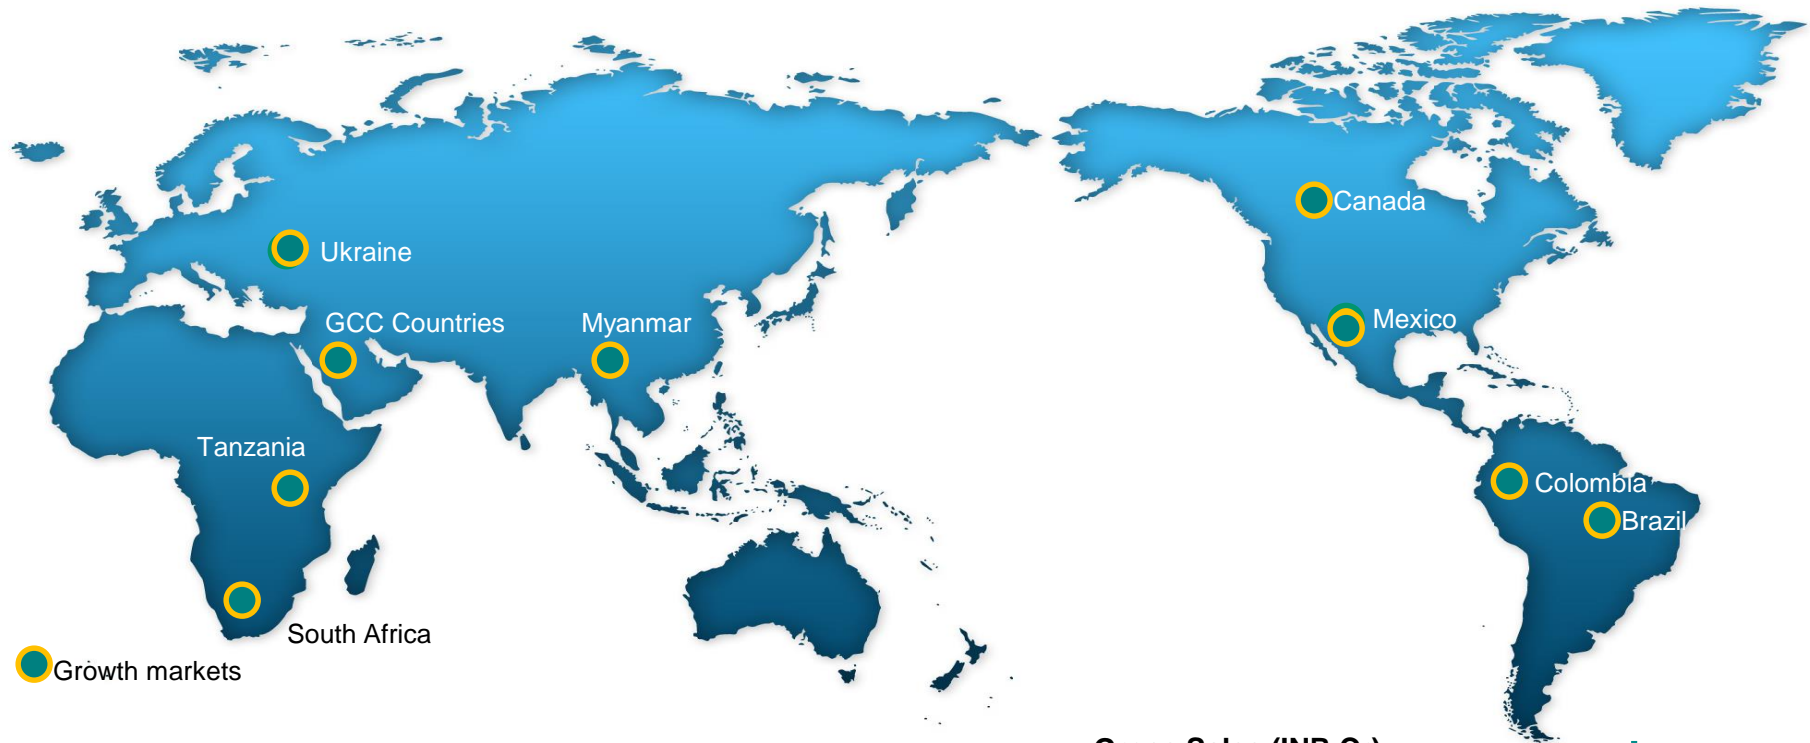 Canada
Ukraine
Mexico
GCC Countries
Myanmar
Tanzania
Colombia
Brazil
South Africa
Growth markets